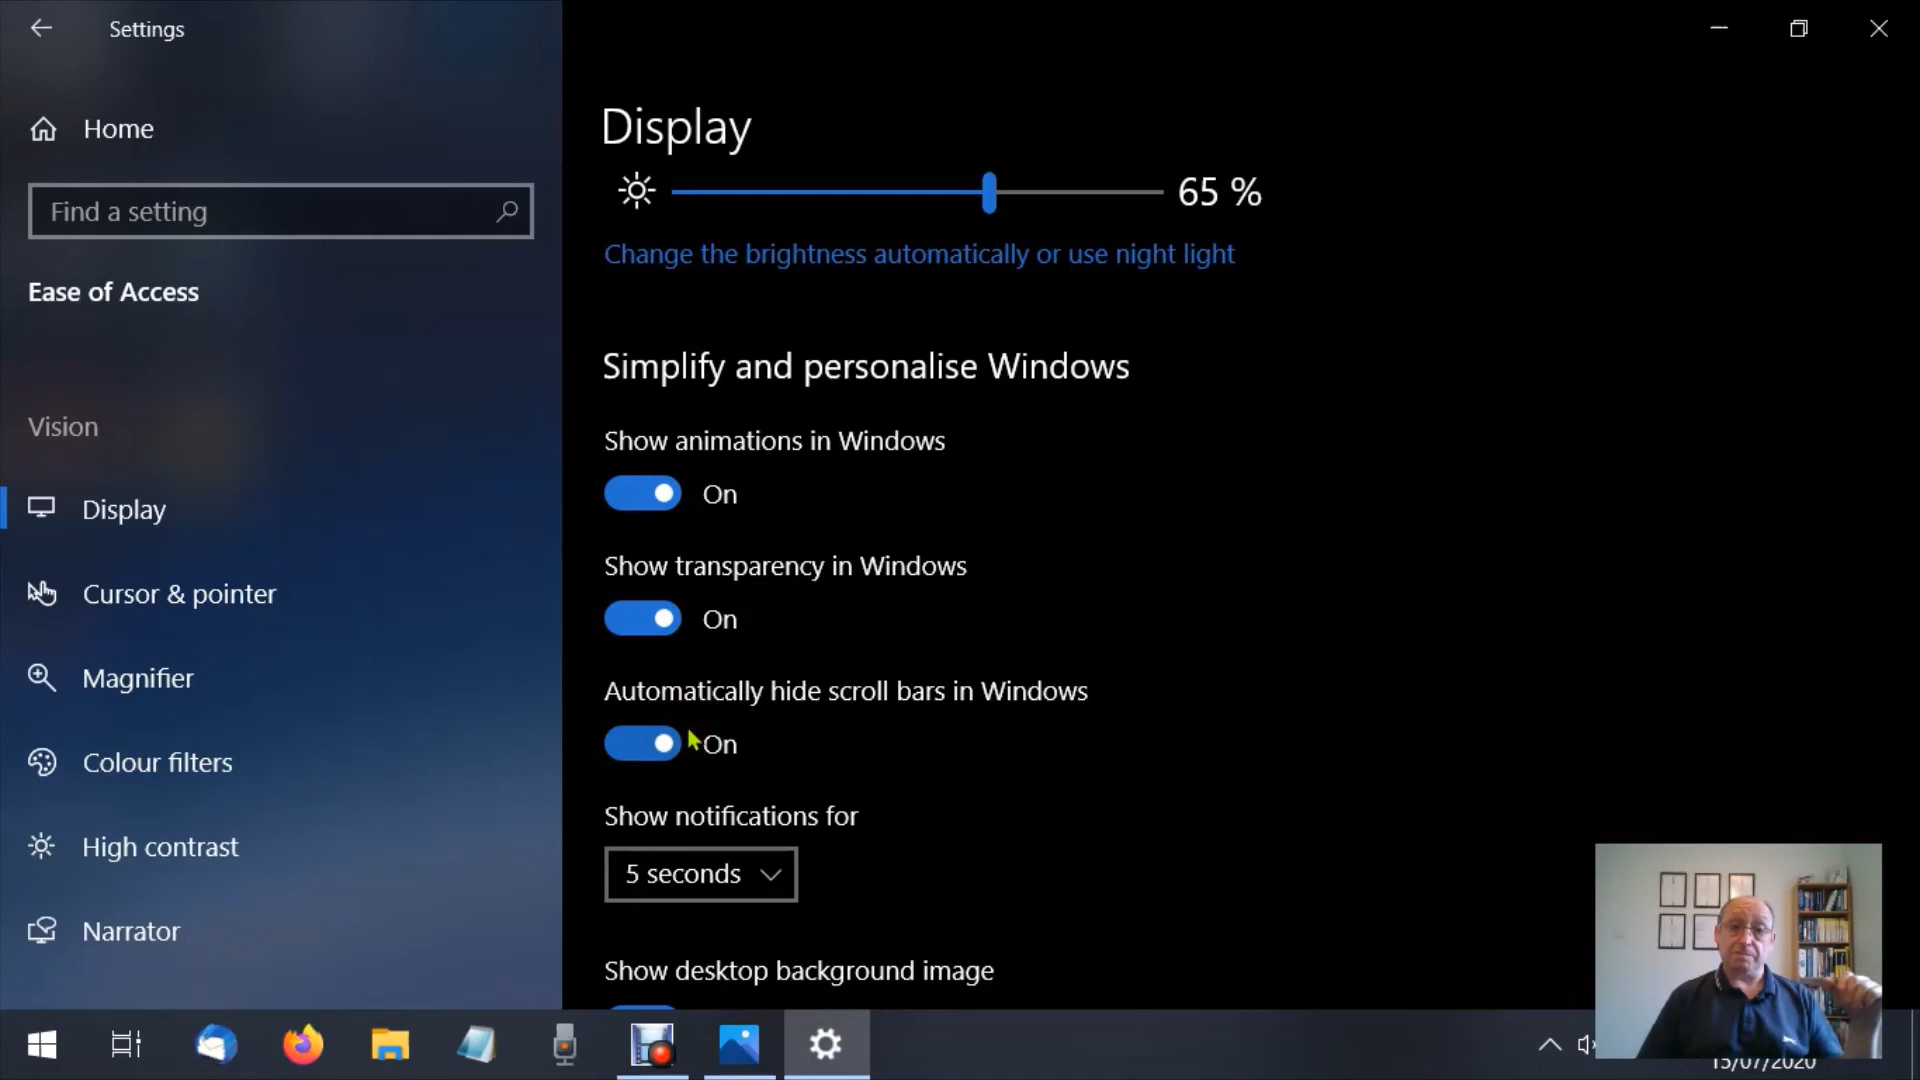 Settings
Home
Find a setting
Ease of Access
Vision
Display
Cursor & pointer
Magnifier
Colour filters
High contrast
Narrator
Display
65 %
Change the brightness automatically or use night light
Simplify and personalise Windows
Show animations in Windows
On
Show transparency in Windows
On
Automatically hide scroll bars in Windows
On
Show notifications for
5 seconds
Show desktop background image
15/07/2020